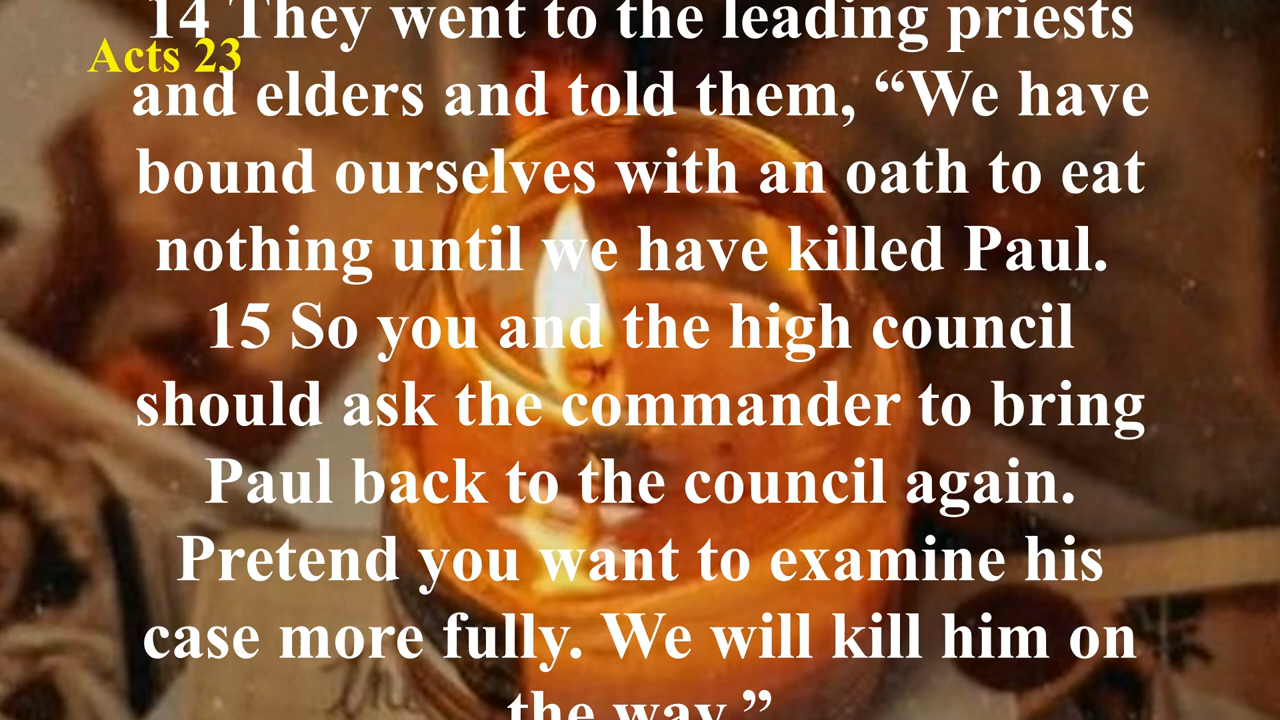 14 They went to the leading priests
Acts 23
and elders and told them, “We have
bound ourselves with an oath to eat
nothing until we have killed Paul.
15 So you and the high council
should ask the commander to bring
Paul back to the council again.
Pretend you want to examine his
case more fully. We will kill him on
the way.”
the